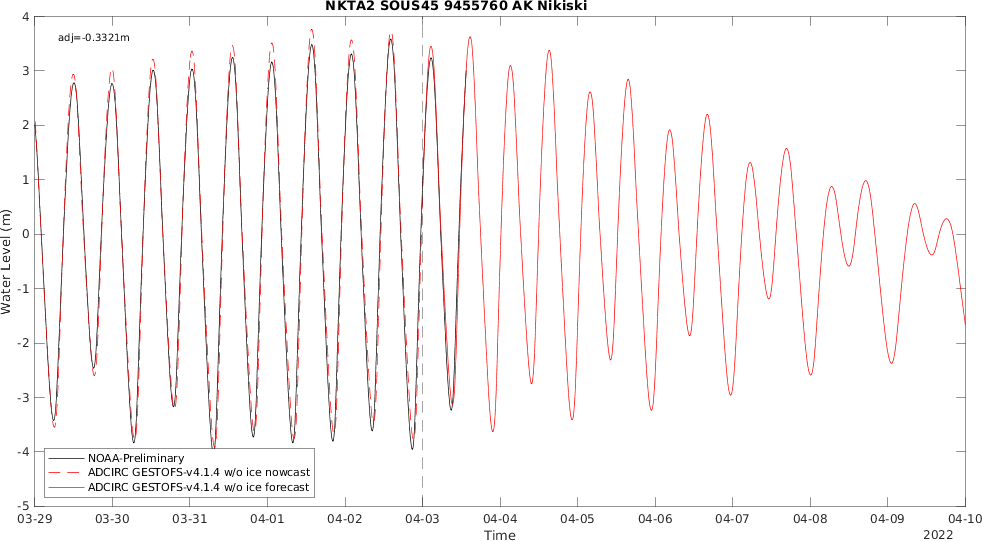 NKTA2 SOUS45 9455760 AK Nikiski
adj=-0.3321m
4
3
2
1
0
-1
-2
-3
-4
-5
Water Level (m)
NOAA-Preliminary
ADCIRC GESTOFS-v4.1.4 w/o ice nowcast
ADCIRC GESTOFS-v4.1.4 w/o ice forecast
03-29 03-30 03-31 04-01 04-02 04-03 04-04 04-05 04-06 04-07 04-08 04-09 04-10
Time
2022